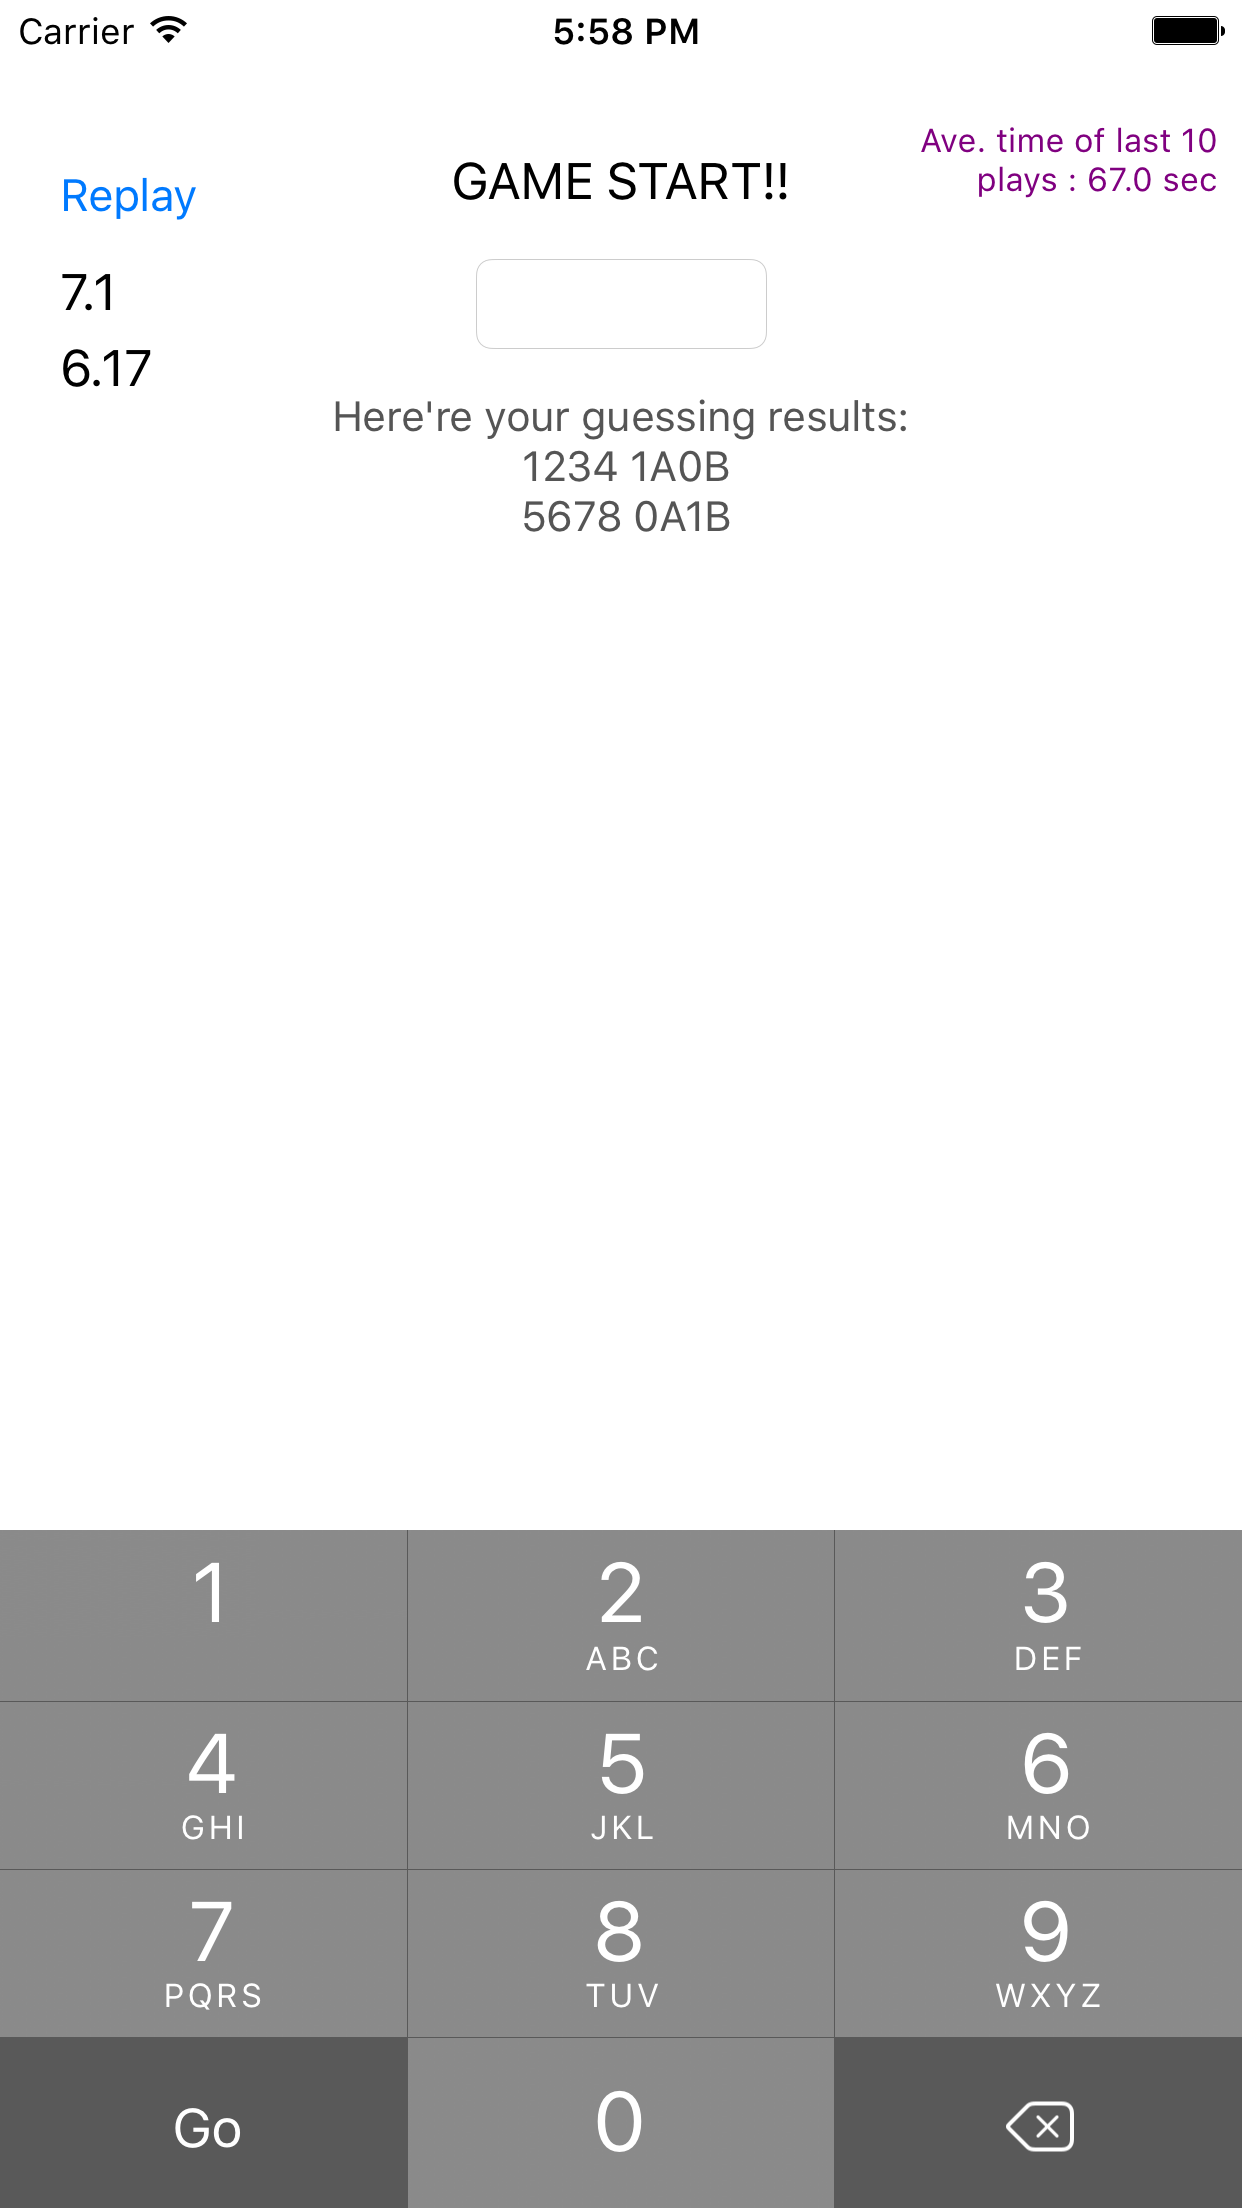 Carrier 5:58 PM
Ave. time of last 10
plays : 67.0 sec
Replay
GAME START!!
7.1
6.17
Here're your guessing results:
1234 1A0B
5678 0A1B
1 2 3
ABC DEF
4 5 6
GHI JKL MNO
7 8 9
PQRS TUV WXYZ
Go 0